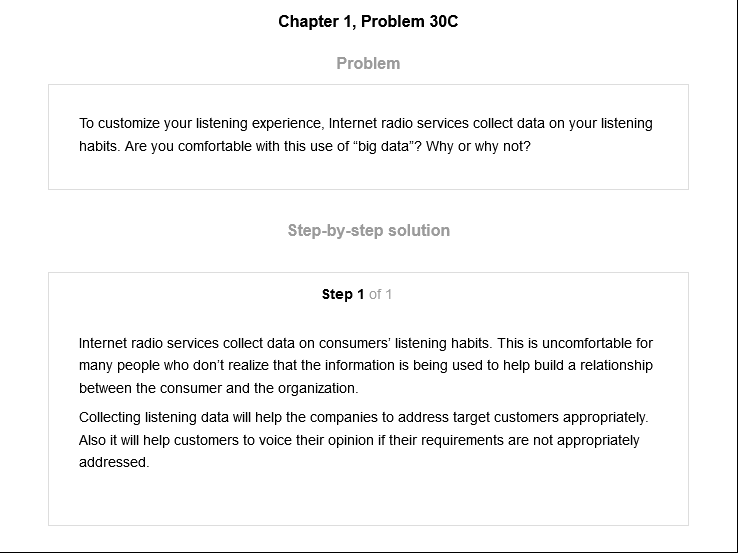 Chapter 1, Problem 30C
Problem
To customize your listening experience, Internet radio services collect data on your listening
habits. Are you comfortable with this use of “big data”? Why or why not?
Step-by-step solution
Step 1 of 1
Internet radio services collect data on consumers’ listening habits. This is uncomfortable for
many people who don’t realize that the information is being used to help build a relationship
between the consumer and the organization.
Collecting listening data will help the companies to address target customers appropriately.
Also it will help customers to voice their opinion if their requirements are not appropriately
addressed.